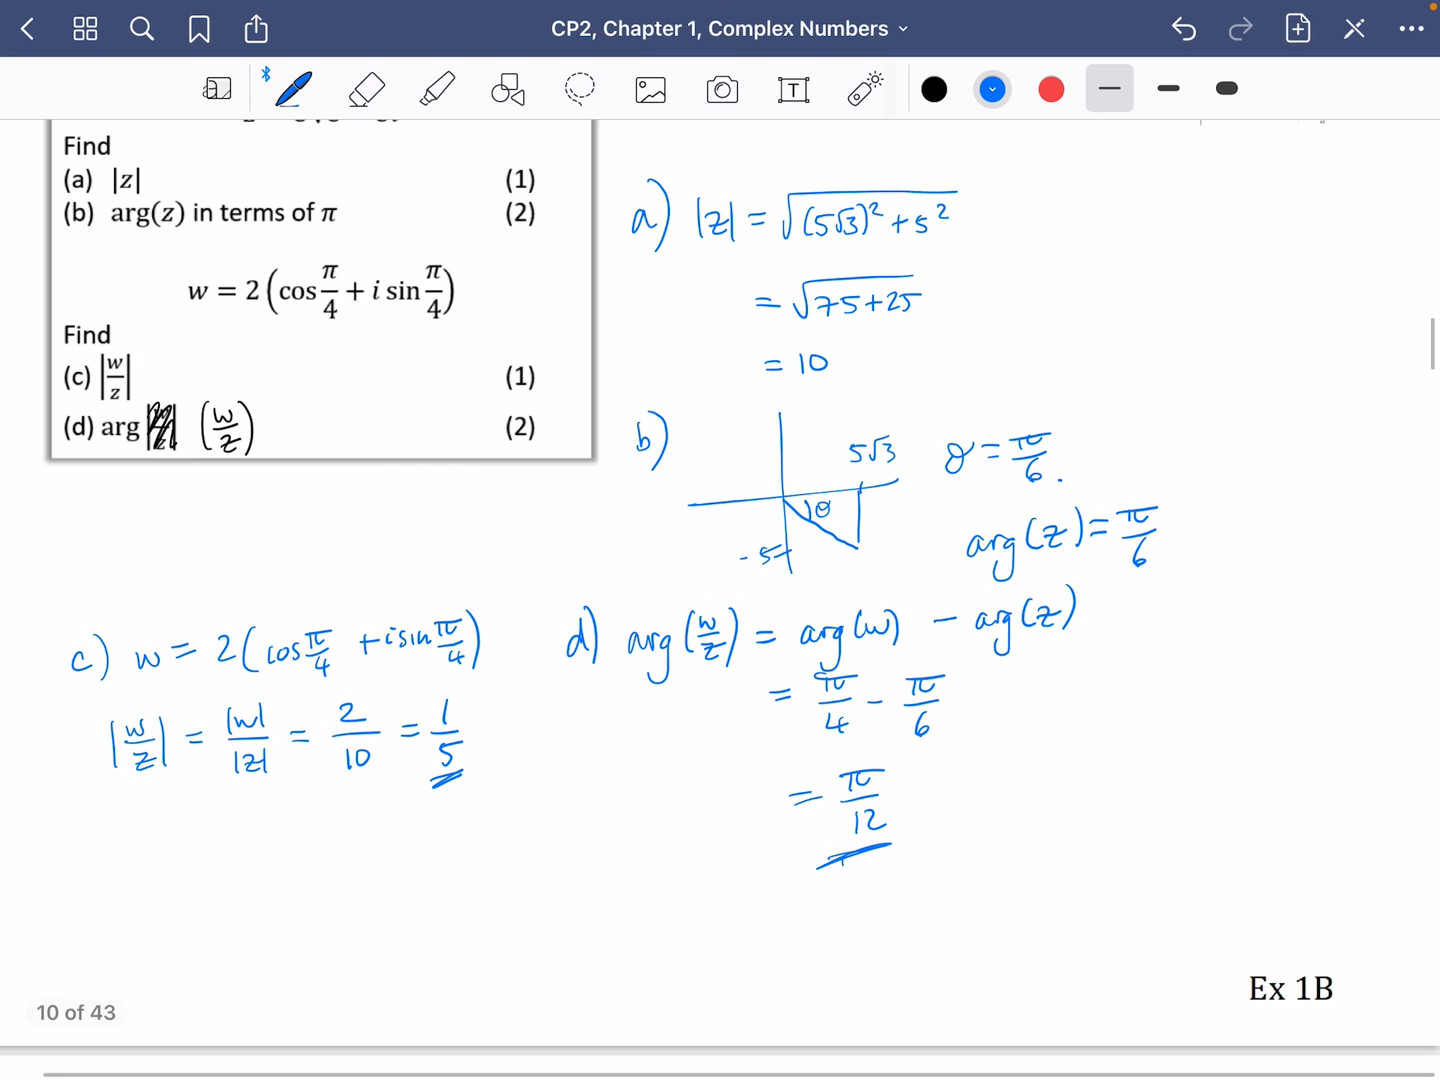 CP2, Chapter 1, Complex Numbers
Find
(a) |z| (1)
(b) arg(z) in terms of π (2)
w = 2(cos π/4 + i sin π/4)
Find
(c) |w/z| (1)
(d) arg (w/z) (2)
a) |z| = √((5√3)² + 5²)
= √(75+25)
= 10
b) 5√3
θ
-5
θ = π/6.
arg(z) = π/6
c) w = 2(cos π/4 + i sin π/4)
|w/z| = |w|/|z| = 2/10 = 1/5
d) arg(w/z) = arg(w) - arg(z)
= π/4 - π/6
= π/12
Ex 1B
10 of 43